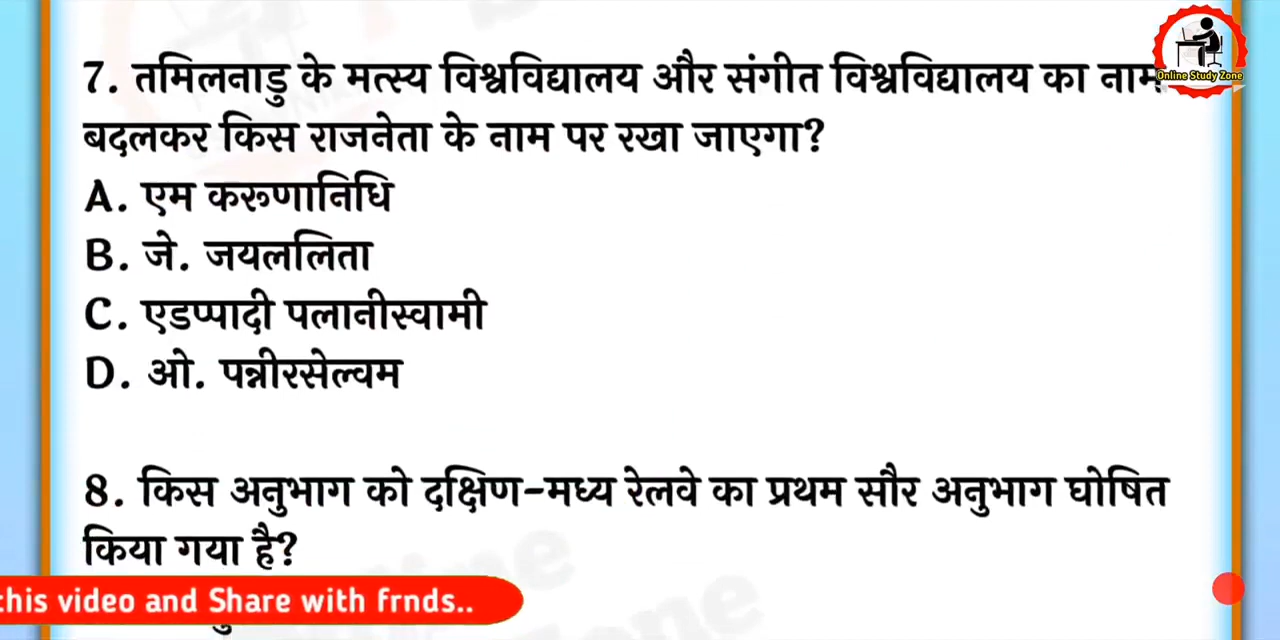 Online Study Zone
7. तमिलनाडु के मत्स्य विश्वविद्यालय और संगीत विश्वविद्यालय का नाम
बदलकर किस राजनेता के नाम पर रखा जाएगा?
A. एम करूणानिधि
B. जे. जयललिता
C. एडप्पादी पलानीस्वामी
D. ओ. पन्नीरसेल्वम
8. किस अनुभाग को दक्षिण-मध्य रेलवे का प्रथम सौर अनुभाग घोषित
किया गया है?
this video and Share with frnds..